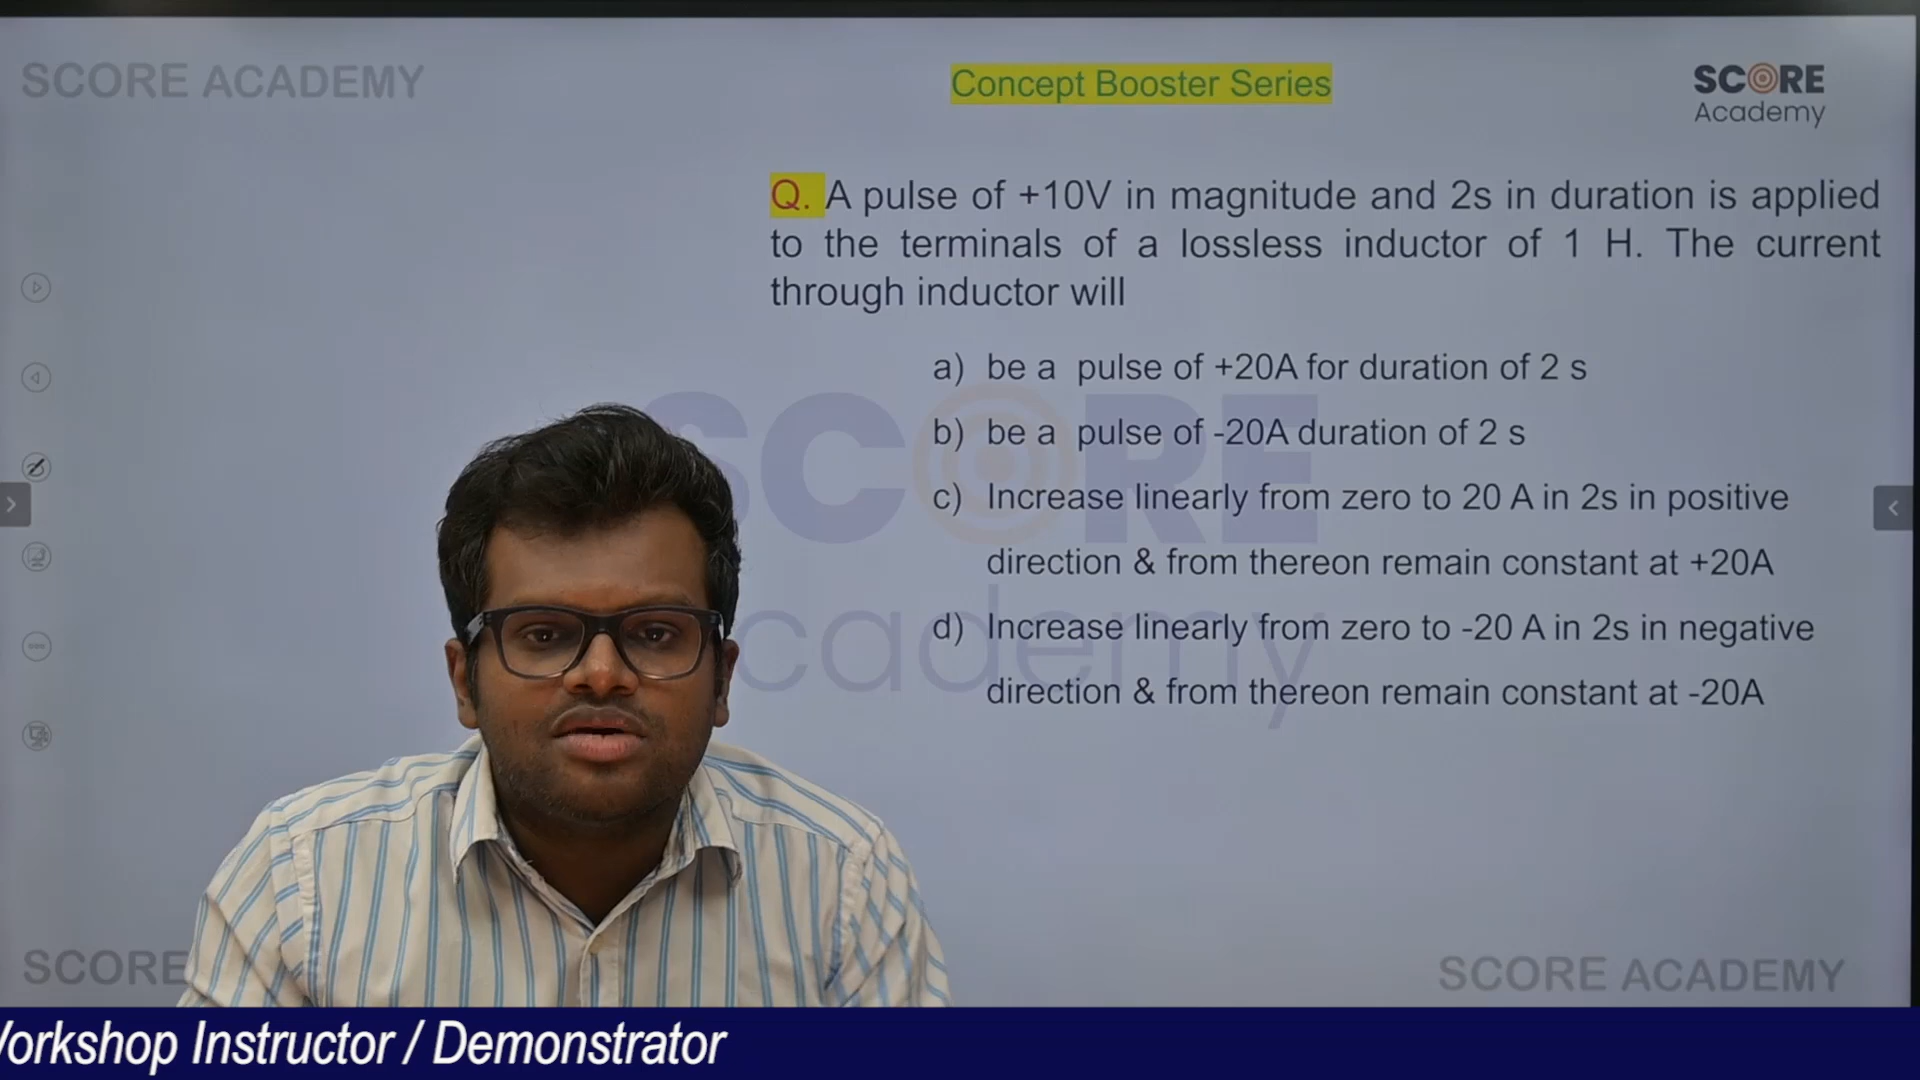 SCORE ACADEMY
Concept Booster Series
SCORE
Academy
Q. A pulse of +10V in magnitude and 2s in duration is applied
to the terminals of a lossless inductor of 1 H. The current
through inductor will
a) be a pulse of +20A for duration of 2 s
b) be a pulse of -20A duration of 2 s
c) Increase linearly from zero to 20 A in 2s in positive
direction & from thereon remain constant at +20A
d) Increase linearly from zero to -20 A in 2s in negative
direction & from thereon remain constant at -20A
SCORE
cademy
SCORE
SCORE ACADEMY
Workshop Instructor / Demonstrator